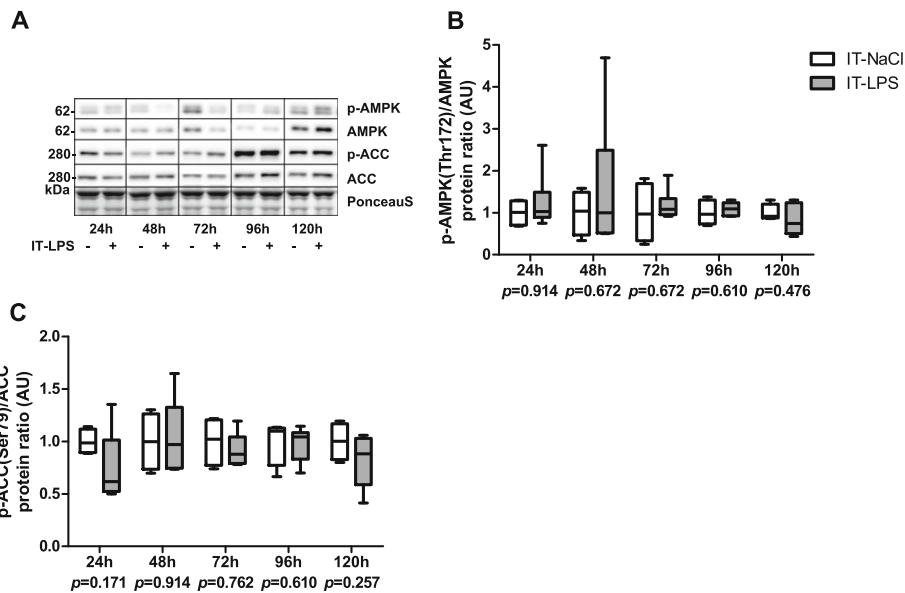 A
62 p-AMPK
62 AMPK
280 p-ACC
280 ACC
kDa
PonceauS
24h 48h 72h 96h 120h
IT-LPS - + - + - + - + - +
B
p-AMPK(Thr172)/AMPK
protein ratio (AU)
5
4
3
2
1
0
24h 48h 72h 96h 120h
p=0.914 p=0.672 p=0.672 p=0.610 p=0.476
IT-NaCl
IT-LPS
C
p-ACC(Ser79)/ACC
protein ratio (AU)
2.0
1.5
1.0
0.5
0.0
24h 48h 72h 96h 120h
p=0.171 p=0.914 p=0.762 p=0.610 p=0.257